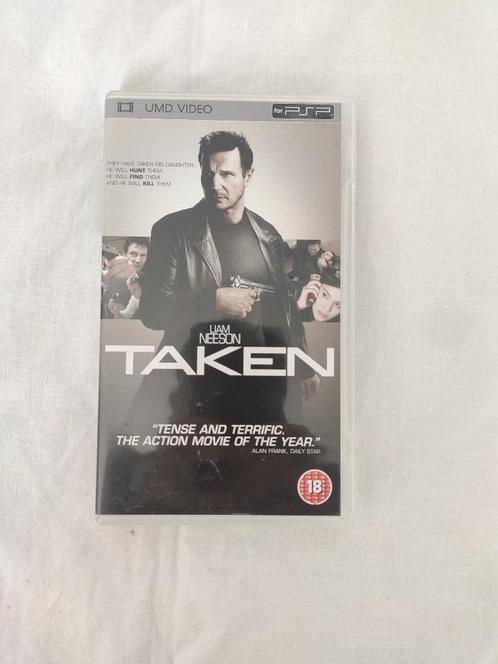 UMD VIDEO
for PSP
THEY HAVE TAKEN HIS DAUGHTER.
HE WILL HUNT THEM.
HE WILL FIND THEM.
AND HE WILL KILL THEM.
LIAM
NEESON
TAKEN
"TENSE AND TERRIFIC.
THE ACTION MOVIE OF THE YEAR."
ALAN FRANK, DAILY STAR
18